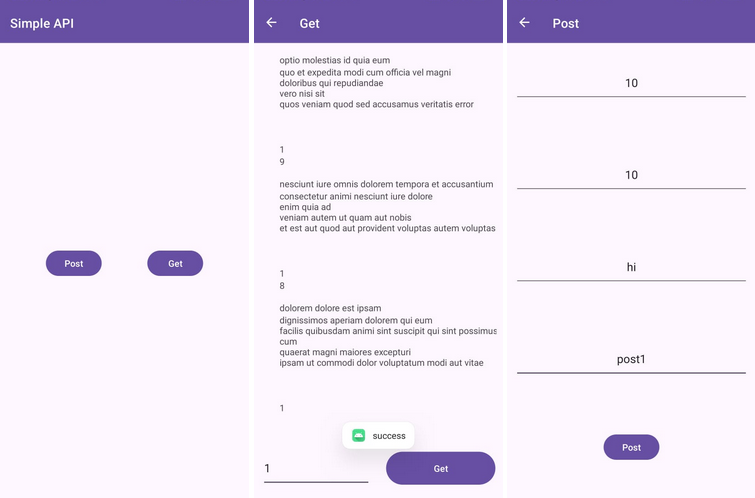 Simple API
Post
Get
Get
optio molestias id quia eum
quo et expedita modi cum officia vel magni
doloribus qui repudiandae
vero nisi sit
quos veniam quod sed accusamus veritatis error
1
9
nesciunt iure omnis dolorem tempora et accusantium
consectetur animi nesciunt iure dolore
enim quia ad
veniam autem ut quam aut nobis
et est aut quod aut provident voluptas autem voluptas
1
8
dolorem dolore est ipsam
dignissimos aperiam dolorem qui eum
facilis quibusdam animi sint suscipit qui sint possimus
cum
quaerat magni maiores excepturi
ipsam ut commodi dolor voluptatum modi aut vitae
1
success
1
Get
Post
10
10
hi
post1
Post